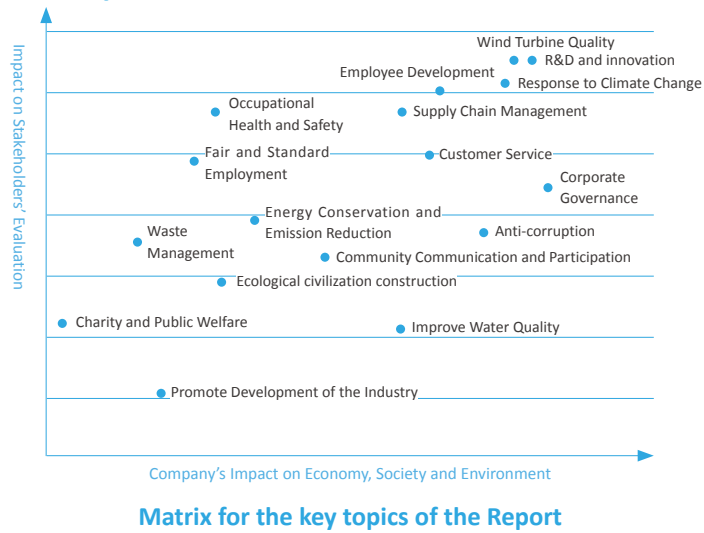 Wind Turbine Quality
R&D and innovation
Employee Development
Response to Climate Change
Occupational
Health and Safety
Supply Chain Management
Fair and Standard
Employment
Customer Service
Corporate
Governance
Energy Conservation and
Emission Reduction
Waste
Management
Anti-corruption
Community Communication and Participation
Ecological civilization construction
Charity and Public Welfare
Improve Water Quality
Promote Development of the Industry
Impact on Stakeholders' Evaluation
Company's Impact on Economy, Society and Environment
Matrix for the key topics of the Report